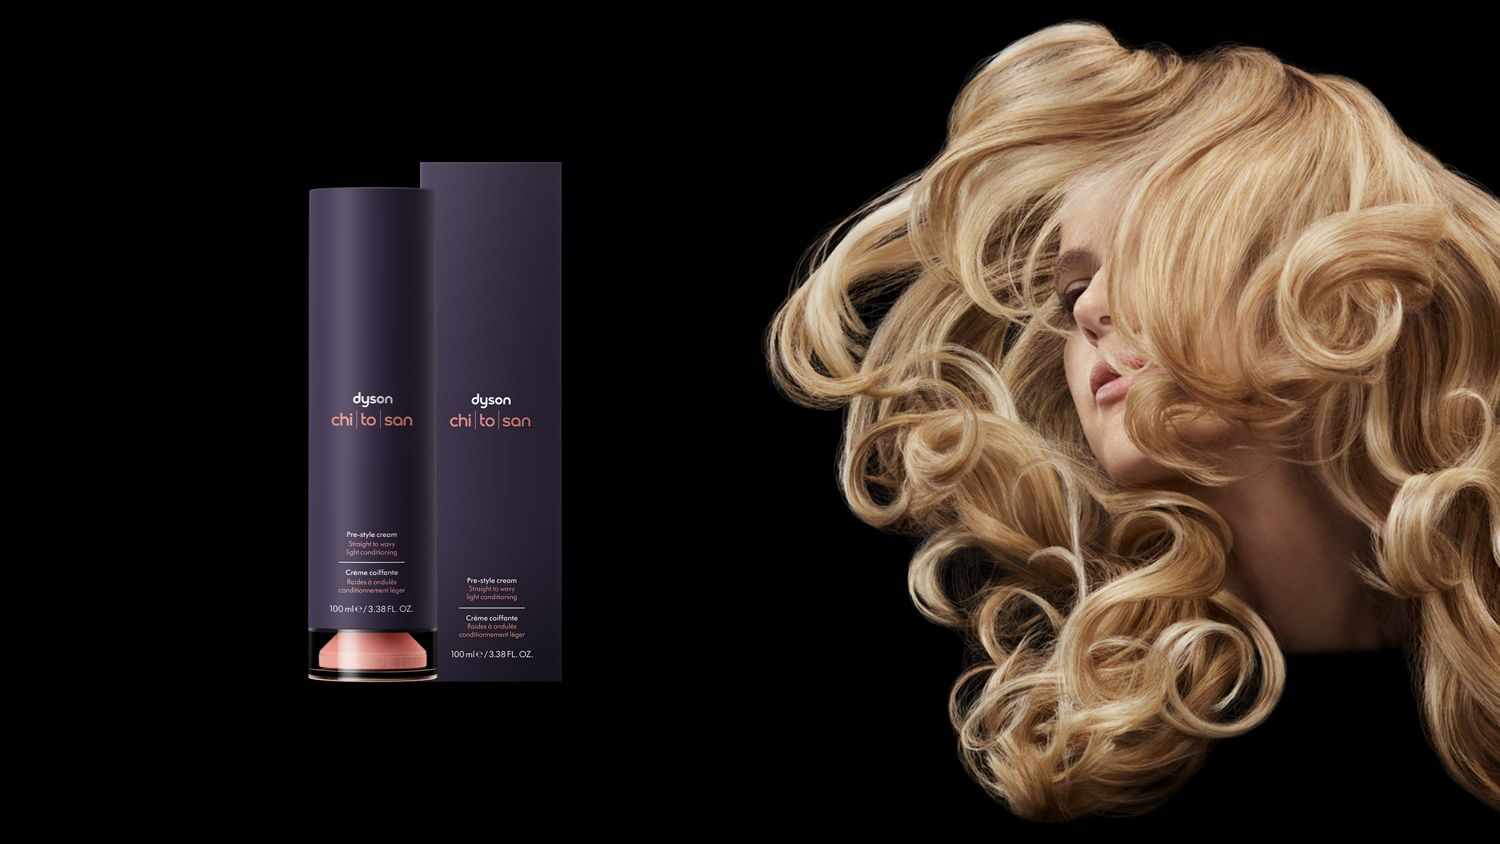 dyson
chi|to|san
Pre-style cream
Straight to wavy
light conditioning
Crème coiffante
Raides à ondulés
conditionnement léger
100 ml ℮ / 3.38 FL. OZ.
dyson
chi|to|san
Pre-style cream
Straight to wavy
light conditioning
Crème coiffante
Raides à ondulés
conditionnement léger
100 ml ℮ / 3.38 FL. OZ.